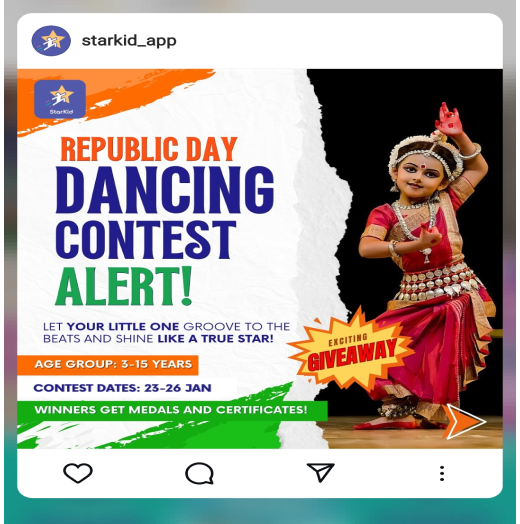 starkid_app
StarKid
REPUBLIC DAY
DANCING
CONTEST
ALERT!
LET YOUR LITTLE ONE GROOVE TO THE
BEATS AND SHINE LIKE A TRUE STAR!
EXCITING
GIVEAWAY
AGE GROUP: 3-15 YEARS
CONTEST DATES: 23-26 JAN
WINNERS GET MEDALS AND CERTIFICATES!